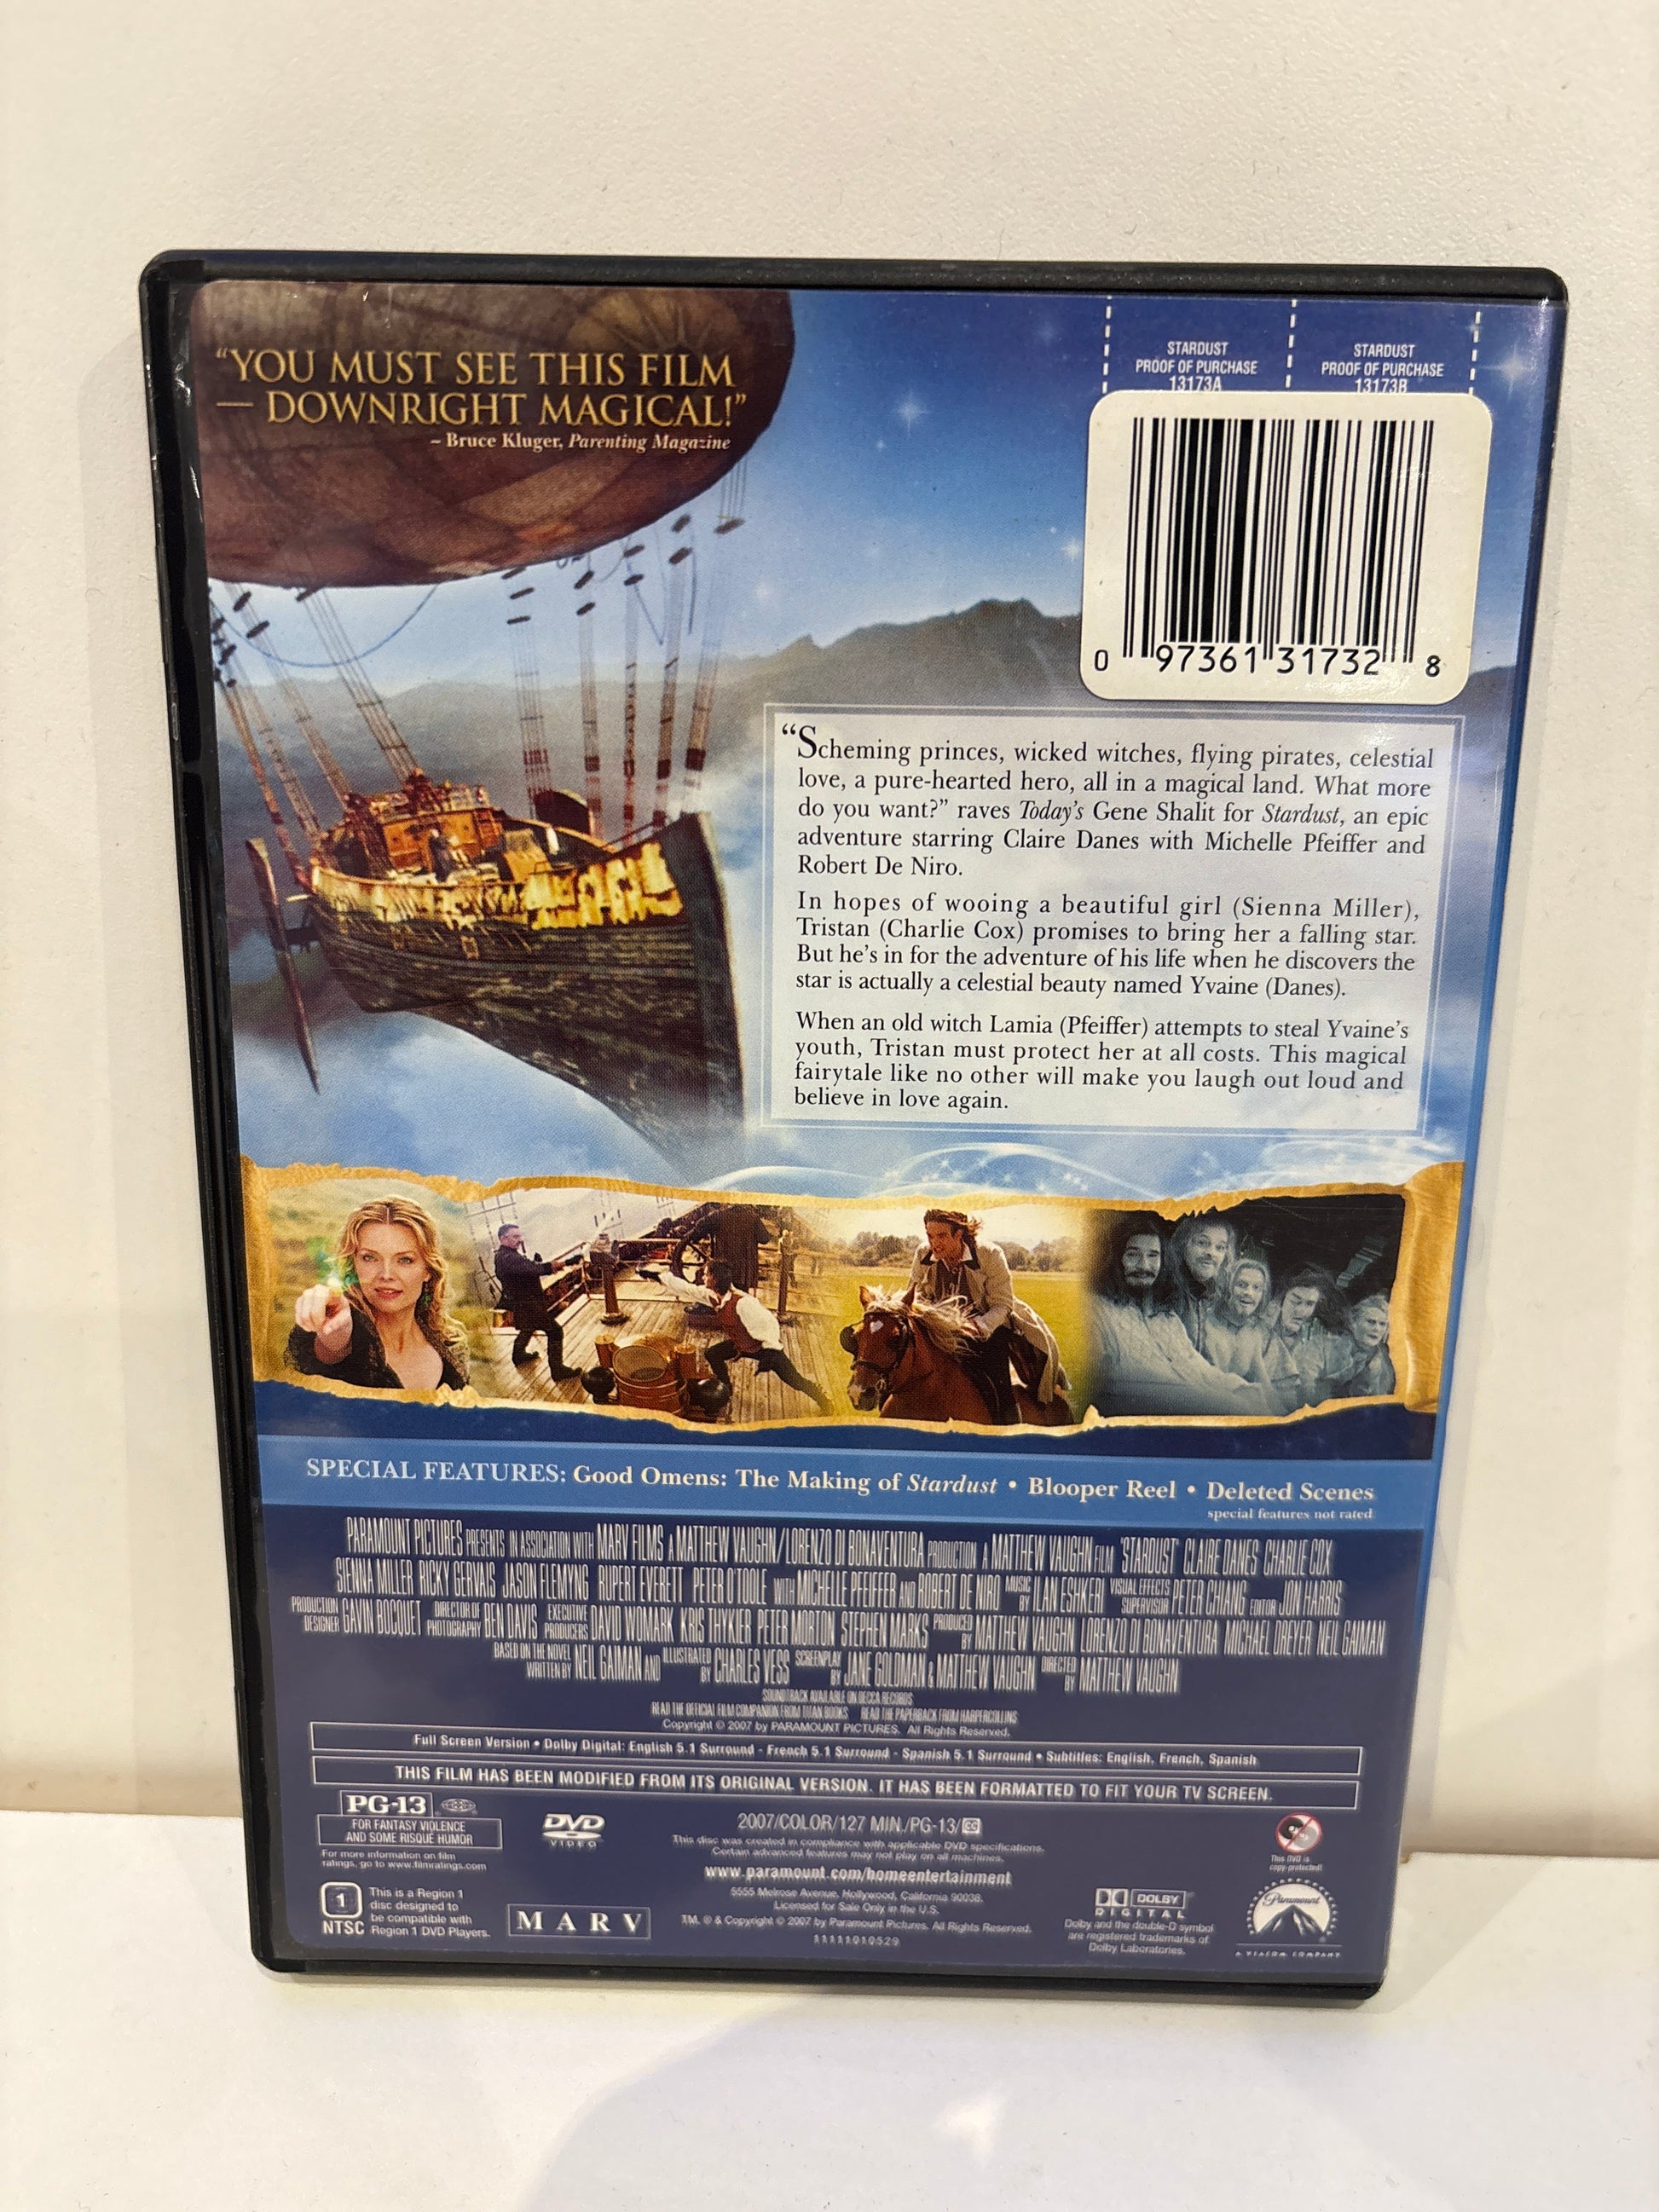 “YOU MUST SEE THIS FILM
— DOWNRIGHT MAGICAL!”
~ Bruce Kluger, Parenting Magazine
STARDUST
PROOF OF PURCHASE
13173A
STARDUST
PROOF OF PURCHASE
13173B
0 97361 31732 8
“Scheming princes, wicked witches, flying pirates, celestial
love, a pure-hearted hero, all in a magical land. What more
do you want?” raves Today’s Gene Shalit for Stardust, an epic
adventure starring Claire Danes with Michelle Pfeiffer and
Robert De Niro.
In hopes of wooing a beautiful girl (Sienna Miller),
Tristan (Charlie Cox) promises to bring her a falling star.
But he’s in for the adventure of his life when he discovers the
star is actually a celestial beauty named Yvaine (Danes).
When an old witch Lamia (Pfeiffer) attempts to steal Yvaine’s
youth, Tristan must protect her at all costs. This magical
fairytale like no other will make you laugh out loud and
believe in love again.
SPECIAL FEATURES: Good Omens: The Making of Stardust • Blooper Reel • Deleted Scenes
special features not rated
PARAMOUNT PICTURES PRESENTS IN ASSOCIATION WITH MARV FILMS A MATTHEW VAUGHN/LORENZO DI BONAVENTURA PRODUCTION A MATTHEW VAUGHN FILM “STARDUST” CLAIRE DANES CHARLIE COX
SIENNA MILLER RICKY GERVAIS JASON FLEMYNG RUPERT EVERETT PETER O’TOOLE WITH MICHELLE PFEIFFER AND ROBERT DE NIRO MUSIC BY ILAN ESHKERI VISUAL EFFECTS SUPERVISOR PETER CHIANG EDITOR JON HARRIS
PRODUCTION DESIGNER GAVIN BOCQUET DIRECTOR OF PHOTOGRAPHY BEN DAVIS EXECUTIVE PRODUCERS DAVID WOMARK KRIS THYKIER PETER MORTON STEPHEN MARKS PRODUCED BY MATTHEW VAUGHN LORENZO DI BONAVENTURA MICHAEL DREYER NEIL GAIMAN
BASED ON THE NOVEL WRITTEN BY NEIL GAIMAN AND ILLUSTRATED BY CHARLES VESS SCREENPLAY BY JANE GOLDMAN & MATTHEW VAUGHN DIRECTED BY MATTHEW VAUGHN
SOUNDTRACK AVAILABLE ON DECCA RECORDS
READ THE OFFICIAL FILM COMPANION FROM TITAN BOOKS READ THE PAPERBACK FROM HARPERCOLLINS
Copyright © 2007 by PARAMOUNT PICTURES. All Rights Reserved.
Full Screen Version • Dolby Digital: English 5.1 Surround - French 5.1 Surround - Spanish 5.1 Surround • Subtitles: English, French, Spanish
THIS FILM HAS BEEN MODIFIED FROM ITS ORIGINAL VERSION. IT HAS BEEN FORMATTED TO FIT YOUR TV SCREEN.
PG-13
FOR FANTASY VIOLENCE
AND SOME RISQUÉ HUMOR
For more information on film
ratings, go to www.filmratings.com
1
NTSC
This is a Region 1
disc designed to
be compatible with
Region 1 DVD Players.
DVD
VIDEO
MARV
2007/COLOR/127 MIN./PG-13/CC
This disc was created in compliance with applicable DVD specifications.
Certain advanced features may not play on all machines.
www.paramount.com/homeentertainment
5555 Melrose Avenue, Hollywood, California 90038.
Licensed for Sale Only in the U.S.
TM, ® & Copyright © 2007 by Paramount Pictures. All Rights Reserved.
11111010529
DOLBY
DIGITAL
Dolby and the double-D symbol
are registered trademarks of
Dolby Laboratories.
This DVD is
copy-protected!
Paramount
A VIACOM COMPANY